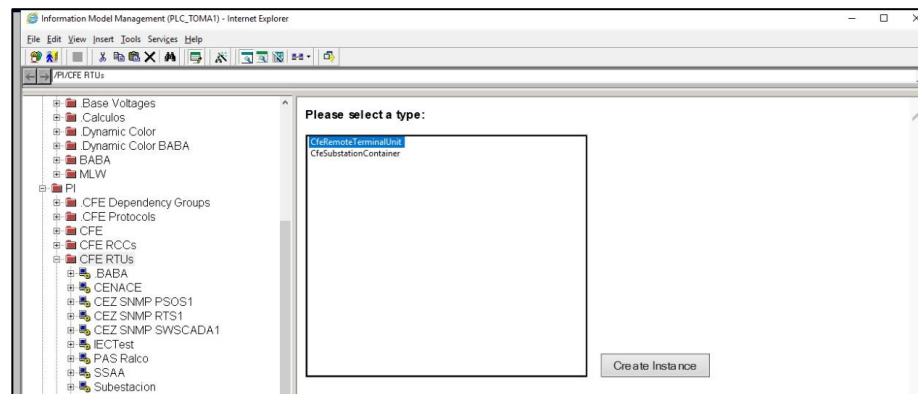 Information Model Management (PLC_TOMA1) - Internet Explorer
File Edit View Insert Tools Services Help
/PI/CFE RTUs
.Base Voltages
.Calculos
.Dynamic Color
.Dynamic Color BABA
BABA
MLW
PI
.CFE Dependency Groups
.CFE Protocols
CFE
CFE RCCs
CFE RTUs
.BABA
CENACE
CEZ SNMP PSOS1
CEZ SNMP RTS1
CEZ SNMP SWSCADA1
IECTest
PAS Ralco
SSAA
Subestacion
Please select a type:
CfeRemoteTerminalUnit
CfeSubstationContainer
Create Instance